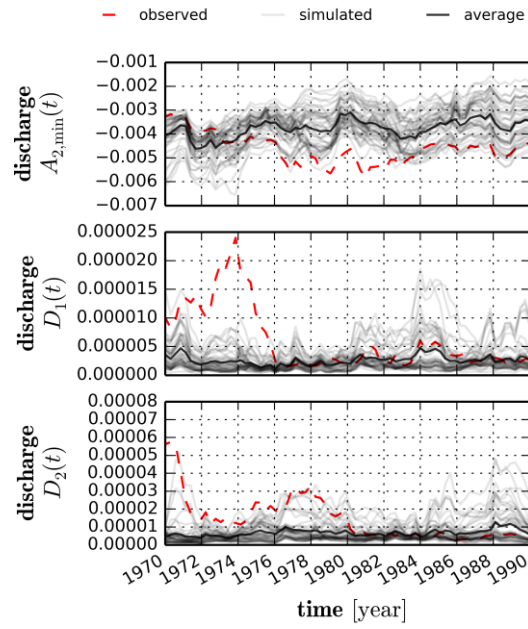 observed simulated average
discharge
A2,min(t)
−0.001
−0.002
−0.003
−0.004
−0.005
−0.006
−0.007
discharge
D1(t)
0.000025
0.000020
0.000015
0.000010
0.000005
0.000000
discharge
D2(t)
0.00008
0.00007
0.00006
0.00005
0.00004
0.00003
0.00002
0.00001
0.00000
1970 1972 1974 1976 1978 1980 1982 1984 1986 1988 1990
time [year]